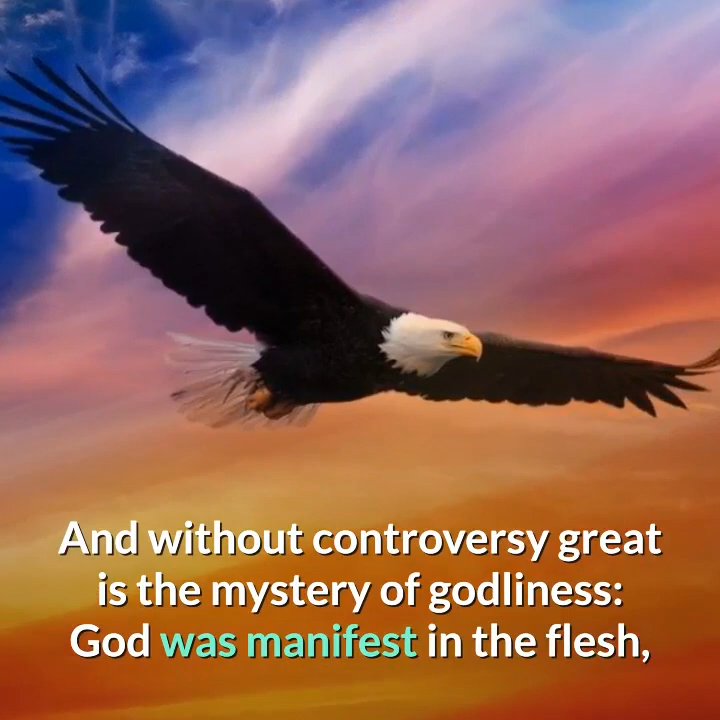 And without controversy great
is the mystery of godliness:
God was manifest in the flesh,